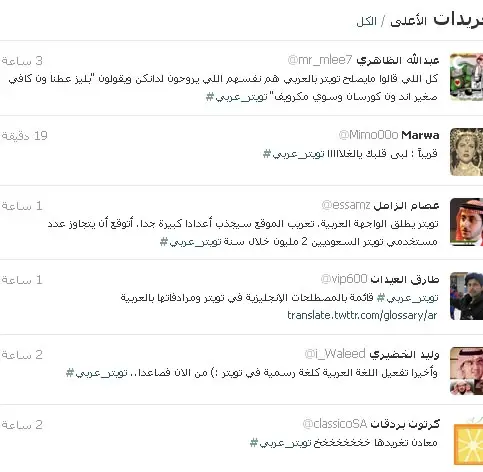 تغريدات الأعلى / الكل
عبدالله الظاهري @mr_mlee7 3 ساعة
كل اللي قالوا مايصلح تويتر بالعربي هم نفسهم اللي يروحون لدانكن ويقولون "بليز عطنا ون كافي
صغير اند ون كورسان وسوي مكرويف" تويتر_عربي#
Marwa @Mimo00o 19 دقيقة
قريبآ : لبى قلبك يالغلااااا تويتر_عربي#
عصام الزامل @essamz 1 ساعة
تويتر يطلق الواجهة العربية. تعريب الموقع سيجذب أعدادا كبيرة جدا. أتوقع أن يتجاوز عدد
مستخدمي تويتر السعوديين 2 مليون خلال سنة تويتر_عربي#
طارق العيدات @vip600 1 ساعة
تويتر_عربي# قائمة بالمصطلحات الإنجليزية في تويتر ومرادفاتها بالعربية
translate.twttr.com/glossary/ar
وليد الخضيري @i_Waleed 2 ساعة
وأخيرا تفعيل اللغة العربية كلغة رسمية في تويتر :) من الان فصاعدا.. تويتر_عربي#
كرتون بردقات @classicoSA 2 ساعة
معادن تغريدها خخخخخخخخ تويتر_عربي#